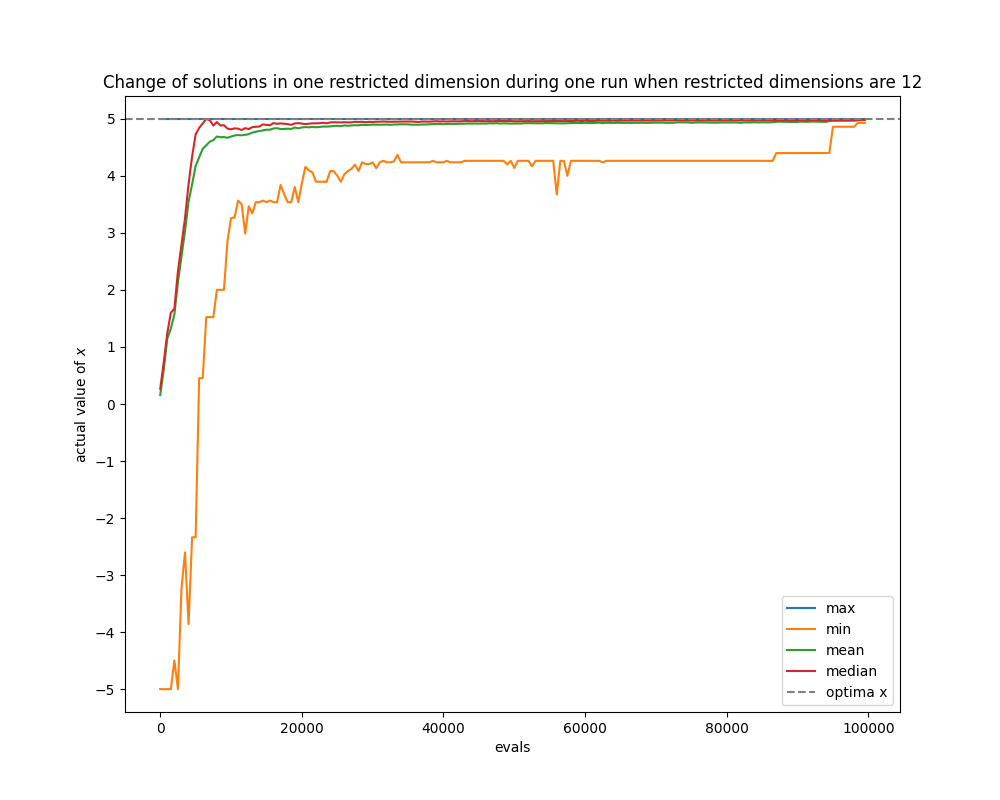 Change of solutions in one restricted dimension during one run when restricted dimensions are 12
5
4
3
2
1
0
−1
−2
−3
−4
−5
actual value of x
0 20000 40000 60000 80000 100000
evals
max
min
mean
median
optima x